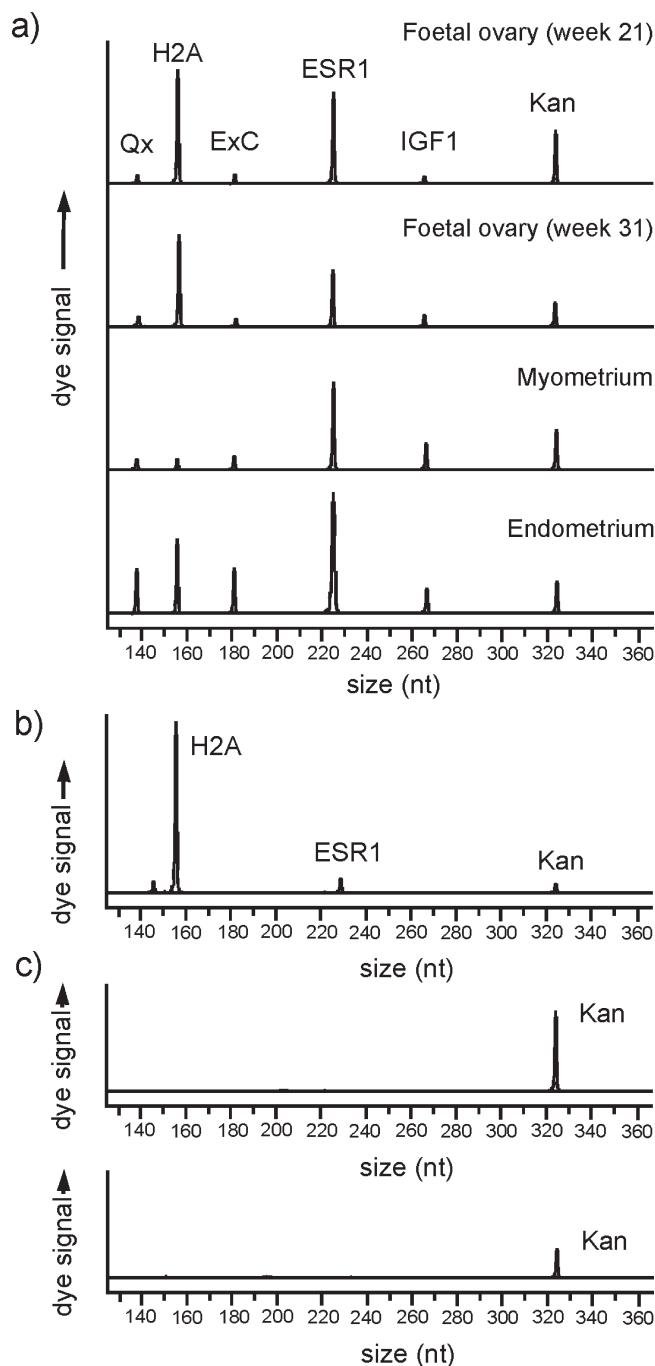 a)
Foetal ovary (week 21)
H2A
ESR1
Kan
Qx
ExC
IGF1
Foetal ovary (week 31)
Myometrium
Endometrium
dye signal
140 160 180 200 220 240 260 280 300 320 340 360
size (nt)
b)
H2A
ESR1
Kan
dye signal
140 160 180 200 220 240 260 280 300 320 340 360
size (nt)
c)
Kan
dye signal
140 160 180 200 220 240 260 280 300 320 340 360
size (nt)
Kan
dye signal
140 160 180 200 220 240 260 280 300 320 340 360
size (nt)